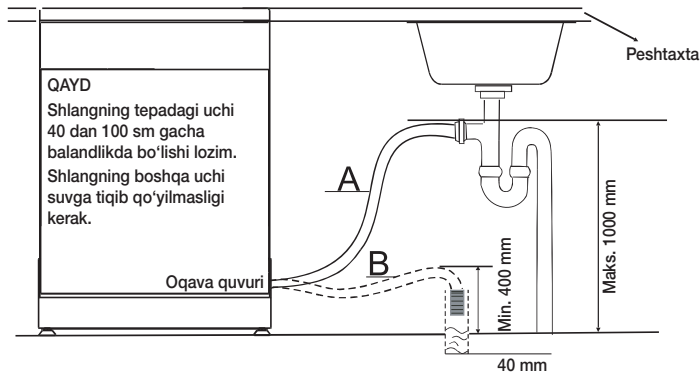 Peshtaxta
QAYD
Shlangning tepadagi uchi
40 dan 100 sm gacha
balandlikda bo‘lishi lozim.
Shlangning boshqa uchi
suvga tiqib qo‘yilmasligi
kerak.
A
B
Oqava quvuri
Min. 400 mm
Maks. 1000 mm
40 mm